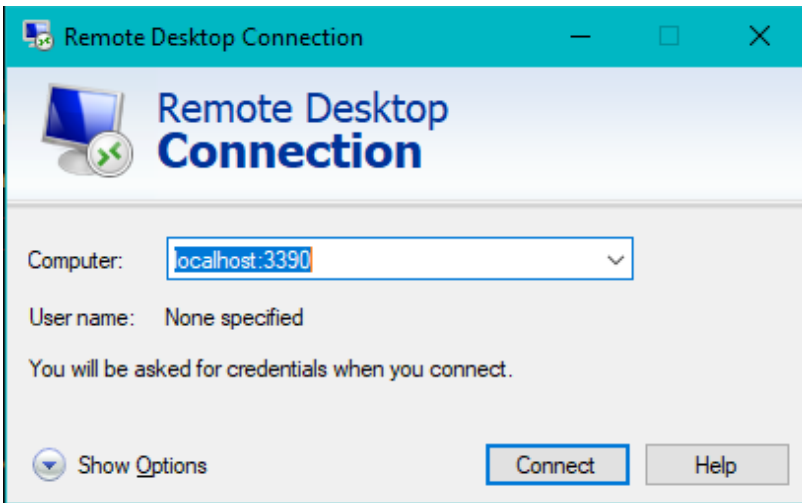 Remote Desktop Connection
Remote Desktop
Connection
Computer: localhost:3390
User name: None specified
You will be asked for credentials when you connect.
Show Options Connect Help